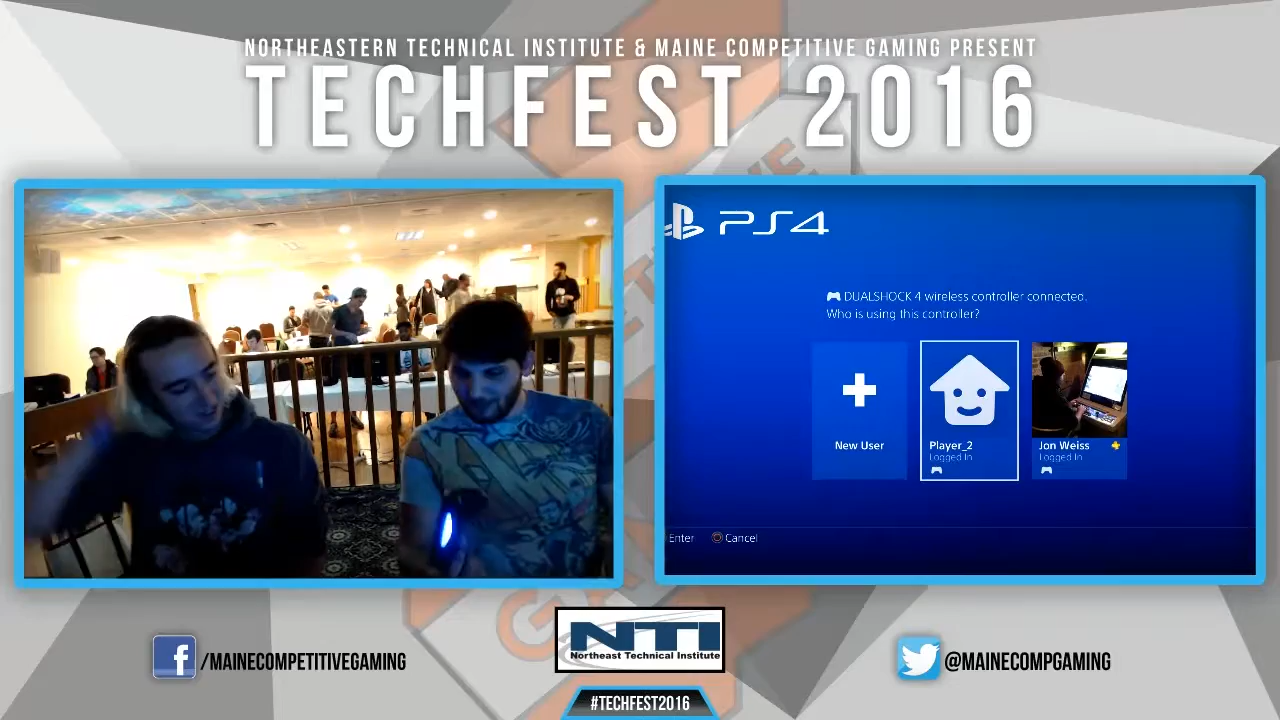 NORTHEASTERN TECHNICAL INSTITUTE & MAINE COMPETITIVE GAMING PRESENT
TECHFEST 2016
PS4
DUALSHOCK 4 wireless controller connected.
Who is using this controller?
New User
Player_2
Logged In
Jon Weiss
Logged In
Enter
Cancel
/MAINECOMPETITIVEGAMING
NTI
Northeast Technical Institute
@MAINECOMPGAMING
#TECHFEST2016